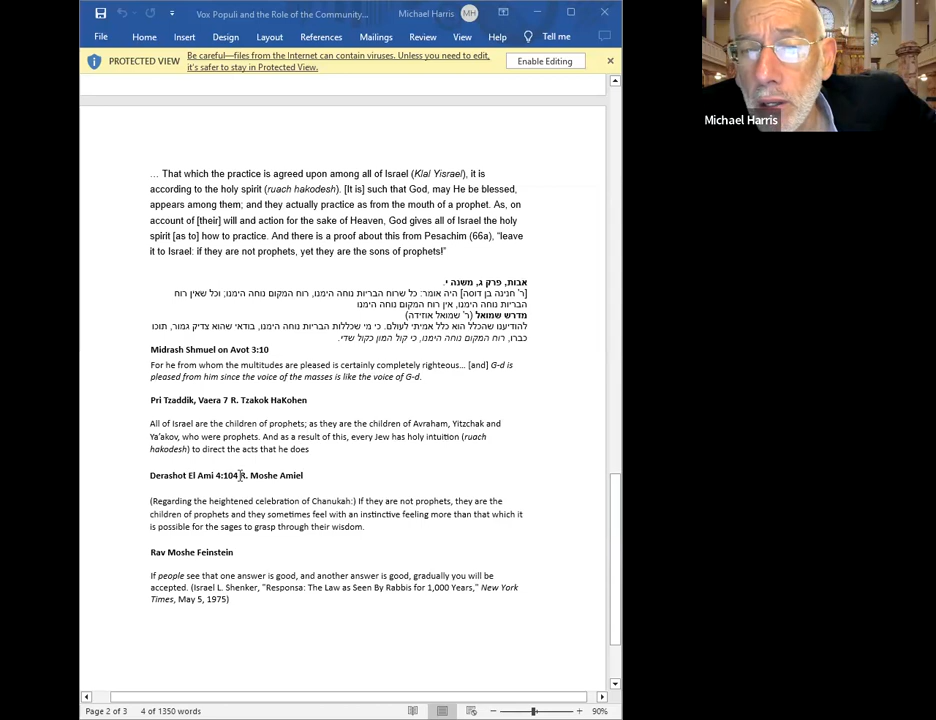 Vox Populi and the Role of the Community...
Michael Harris
MH
File Home Insert Draw Design Layout References Mailings Review View Help Tell me
PROTECTED VIEW
Be careful—files from the Internet can contain viruses. Unless you need to edit,
it's safer to stay in Protected View.
Enable Editing
... That which the practice is agreed upon among all of Israel (Klal Yisrael), it is
according to the holy spirit (ruach hakodesh). [It is] such that God, may He be blessed,
appears among them; and they actually practice as from the mouth of a prophet. As, on
account of [their] will and action for the sake of Heaven, God gives all of Israel the holy
spirit [as to] how to practice. And there is a proof about this from Pesachim (66a), “leave
it to Israel: if they are not prophets, yet they are the sons of prophets!”
אבות, פרק ג, משנה י.
[ר' חנינה בן דוסה] היה אומר: כל שרוח הבריות נוחה הימנו, רוח המקום נוחה הימנו; וכל שאין רוח
הבריות נוחה הימנו, אין רוח המקום נוחה הימנו
מדרש שמואל (ר' שמואל אוזידה)
להודיענו שהכלל הוא כלל אמיתי לעולם. כי מי שכללות הבריות נוחה הימנו, בודאי שהוא צדיק גמור, תוכו
כברו, רוח המקום נוחה הימנו, כי קול המון כקול שדי.
Midrash Shmuel on Avot 3:10
For he from whom the multitudes are pleased is certainly completely righteous... [and] G-d is
pleased from him since the voice of the masses is like the voice of G-d.
Pri Tzaddik, Vaera 7 R. Tzakok HaKohen
All of Israel are the children of prophets; as they are the children of Avraham, Yitzchak and
Ya’akov, who were prophets. And as a result of this, every Jew has holy intuition (ruach
hakodesh) to direct the acts that he does
Derashot El Ami 4:104 R. Moshe Amiel
(Regarding the heightened celebration of Chanukah:) If they are not prophets, they are the
children of prophets and they sometimes feel with an instinctive feeling more than that which it
is possible for the sages to grasp through their wisdom.
Rav Moshe Feinstein
If people see that one answer is good, and another answer is good, gradually you will be
accepted. (Israel L. Shenker, “Responsa: The Law as Seen By Rabbis for 1,000 Years,” New York
Times, May 5, 1975)
Page 2 of 3 4 of 1350 words
90%
Michael Harris